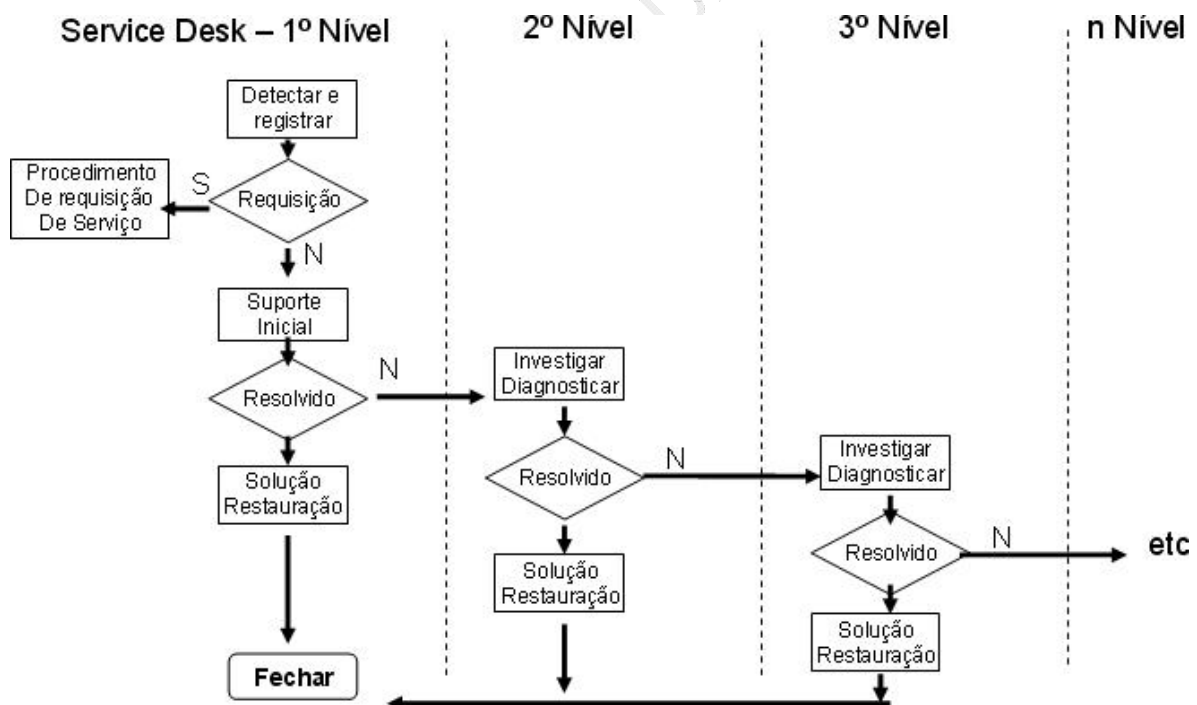 Service Desk – 1º Nível
2º Nível
3º Nível
n Nível
Detectar e
registrar
Procedimento
De requisição
De Serviço
S
Requisição
N
Suporte
Inicial
Resolvido
N
Solução
Restauração
Fechar
Investigar
Diagnosticar
Resolvido
N
Solução
Restauração
Investigar
Diagnosticar
Resolvido
N
Solução
Restauração
etc